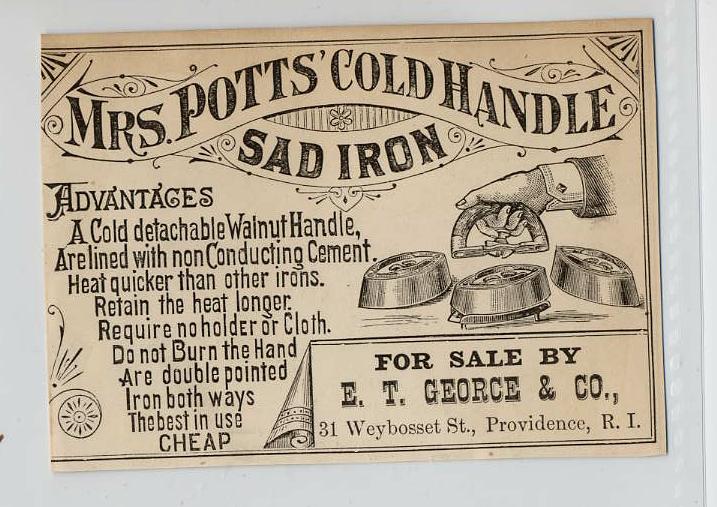 MRS. POTTS' COLD HANDLE
SAD IRON
ADVANTAGES
A Cold detachable Walnut Handle,
Are lined with non Conducting Cement.
Heat quicker than other irons.
Retain the heat longer.
Require no holder or Cloth.
Do not Burn the Hand
Are double pointed
Iron both ways
The best in use
CHEAP
FOR SALE BY
E. T. GEORGE & CO.,
31 Weybosset St., Providence, R. I.